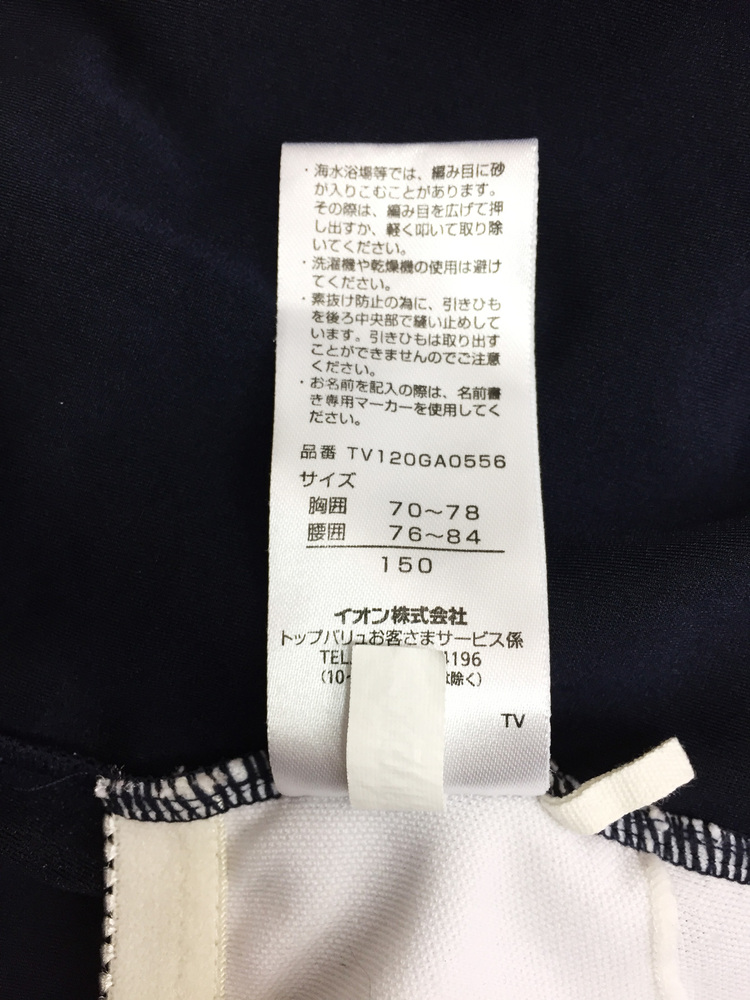 ・海水浴場等では、編み目に砂
が入りこむことがあります。
その際は、編み目を広げて押
し出すか、軽く叩いて取り除
いてください。
・洗濯機や乾燥機の使用は避け
てください。
・素抜け防止の為に、引きひも
を後ろ中央部で縫い止めして
います。引きひもは取り出す
ことができませんのでご注意
ください。
・お名前を記入の際は、名前書
き専用マーカーを使用してく
ださい。
品番 TV120GA0556
サイズ
胸囲 70～78
腰囲 76～84
150
イオン株式会社
トップバリュお客さまサービス係
TEL. 4196
(10~ は除く)
TV